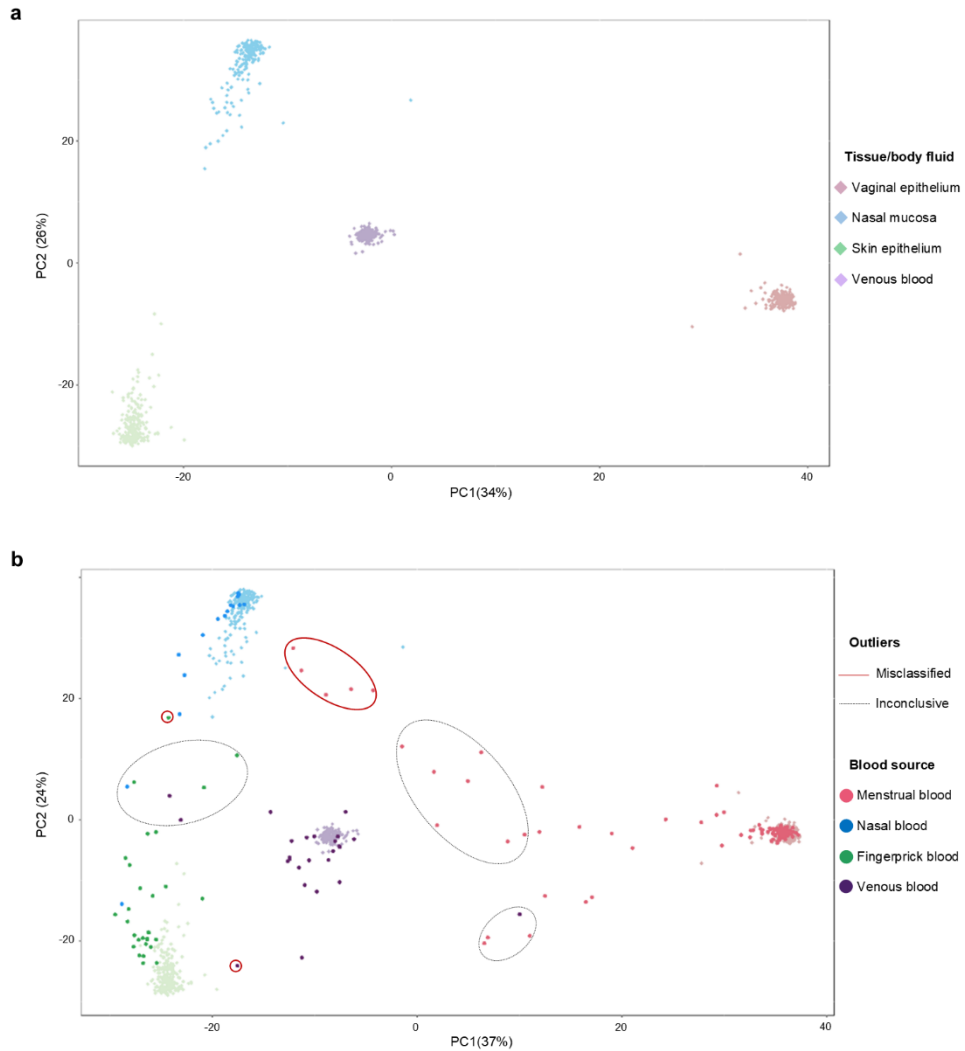 a
20
0
-20
PC2 (26%)
-20
0
20
40
PC1(34%)
Tissue/body fluid
Vaginal epithelium
Nasal mucosa
Skin epithelium
Venous blood
b
20
0
-20
PC2 (24%)
-20
0
20
40
PC1(37%)
Outliers
Misclassified
Inconclusive
Blood source
Menstrual blood
Nasal blood
Fingerprick blood
Venous blood